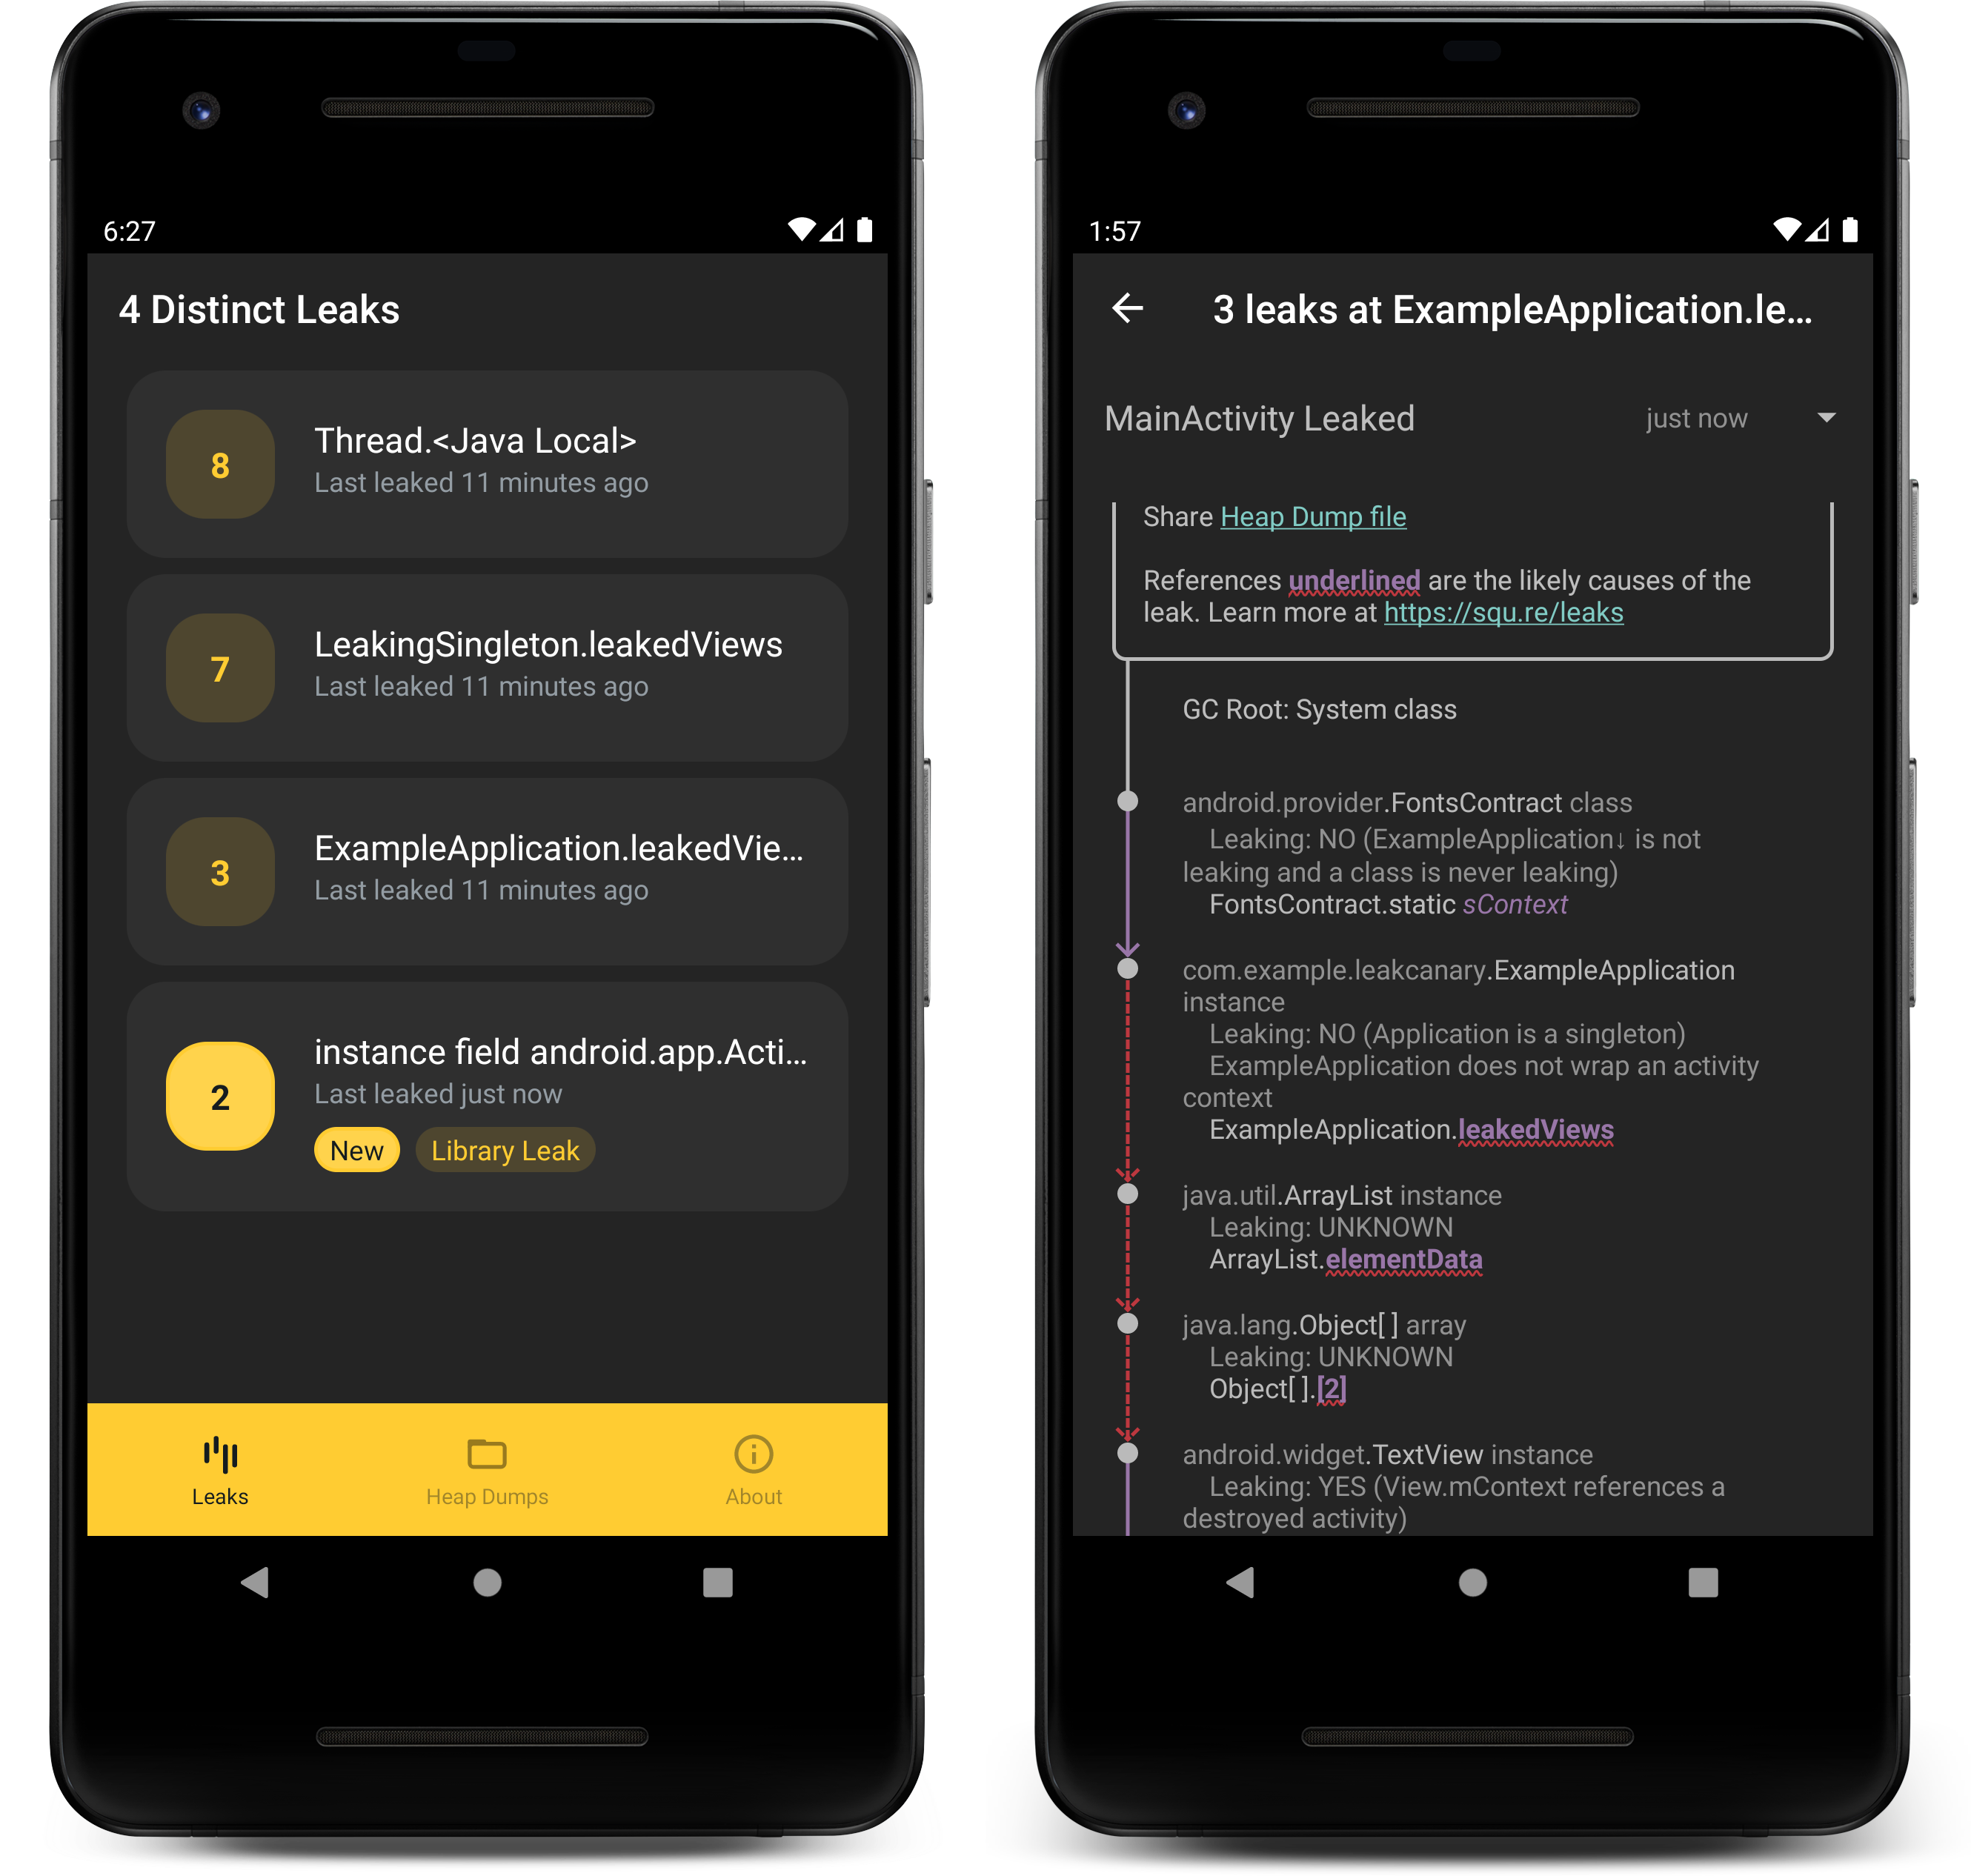 6:27
4 Distinct Leaks
8
Thread.<Java Local>
Last leaked 11 minutes ago
7
LeakingSingleton.leakedViews
Last leaked 11 minutes ago
3
ExampleApplication.leakedVie...
Last leaked 11 minutes ago
2
instance field android.app.Acti...
Last leaked just now
New
Library Leak
Leaks
Heap Dumps
About
1:57
3 leaks at ExampleApplication.le...
MainActivity Leaked
just now
Share Heap Dump file
References underlined are the likely causes of the
leak. Learn more at https://squ.re/leaks
GC Root: System class
android.provider.FontsContract class
Leaking: NO (ExampleApplication↓ is not
leaking and a class is never leaking)
FontsContract.static sContext
com.example.leakcanary.ExampleApplication
instance
Leaking: NO (Application is a singleton)
ExampleApplication does not wrap an activity
context
ExampleApplication.leakedViews
java.util.ArrayList instance
Leaking: UNKNOWN
ArrayList.elementData
java.lang.Object[] array
Leaking: UNKNOWN
Object[].[2]
android.widget.TextView instance
Leaking: YES (View.mContext references a
destroyed activity)